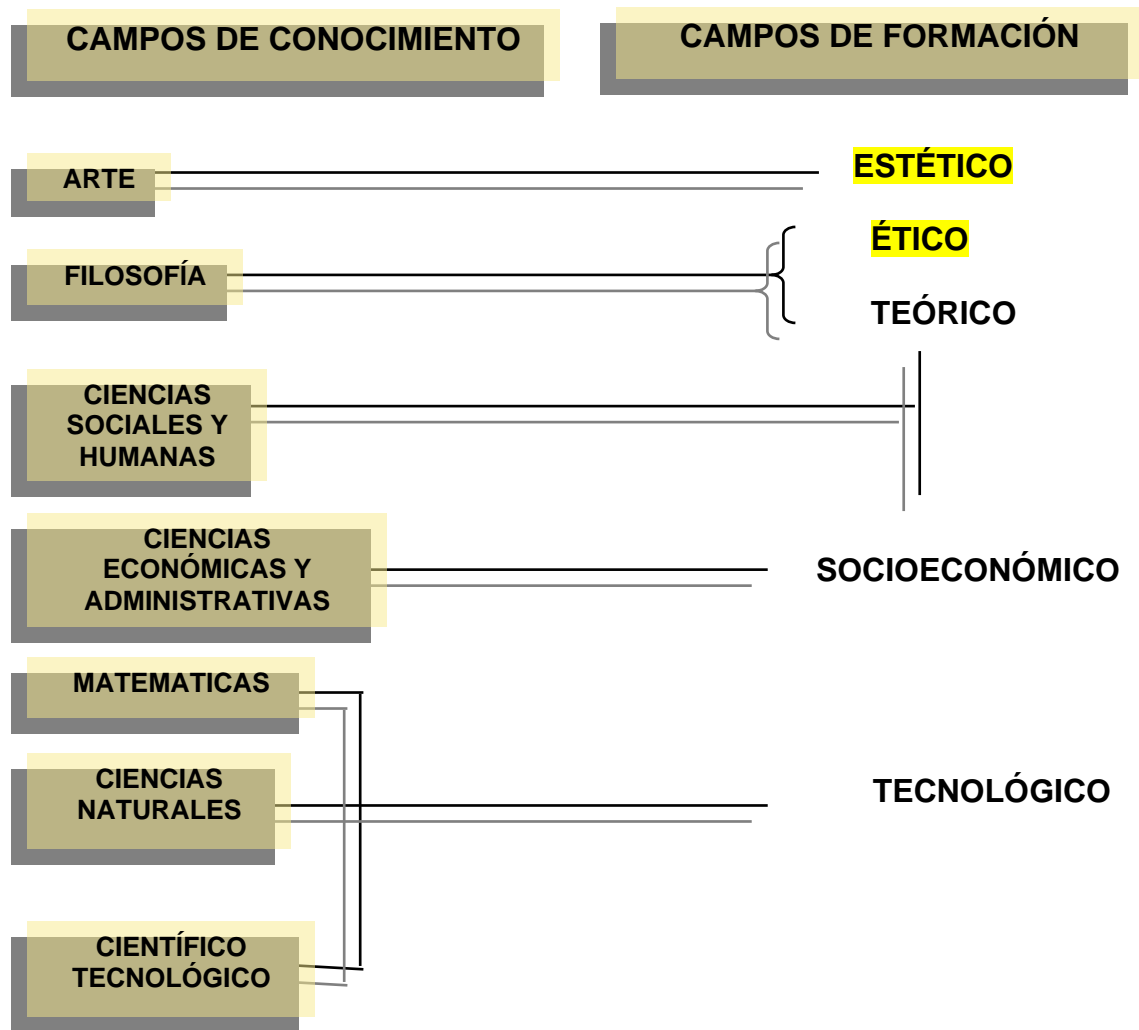 CAMPOS DE CONOCIMIENTO
CAMPOS DE FORMACIÓN
ARTE
ESTÉTICO
FILOSOFÍA
ÉTICO
TEÓRICO
CIENCIAS
SOCIALES Y
HUMANAS
CIENCIAS
ECONÓMICAS Y
ADMINISTRATIVAS
SOCIOECONÓMICO
MATEMATICAS
CIENCIAS
NATURALES
TECNOLÓGICO
CIENTÍFICO
TECNOLÓGICO